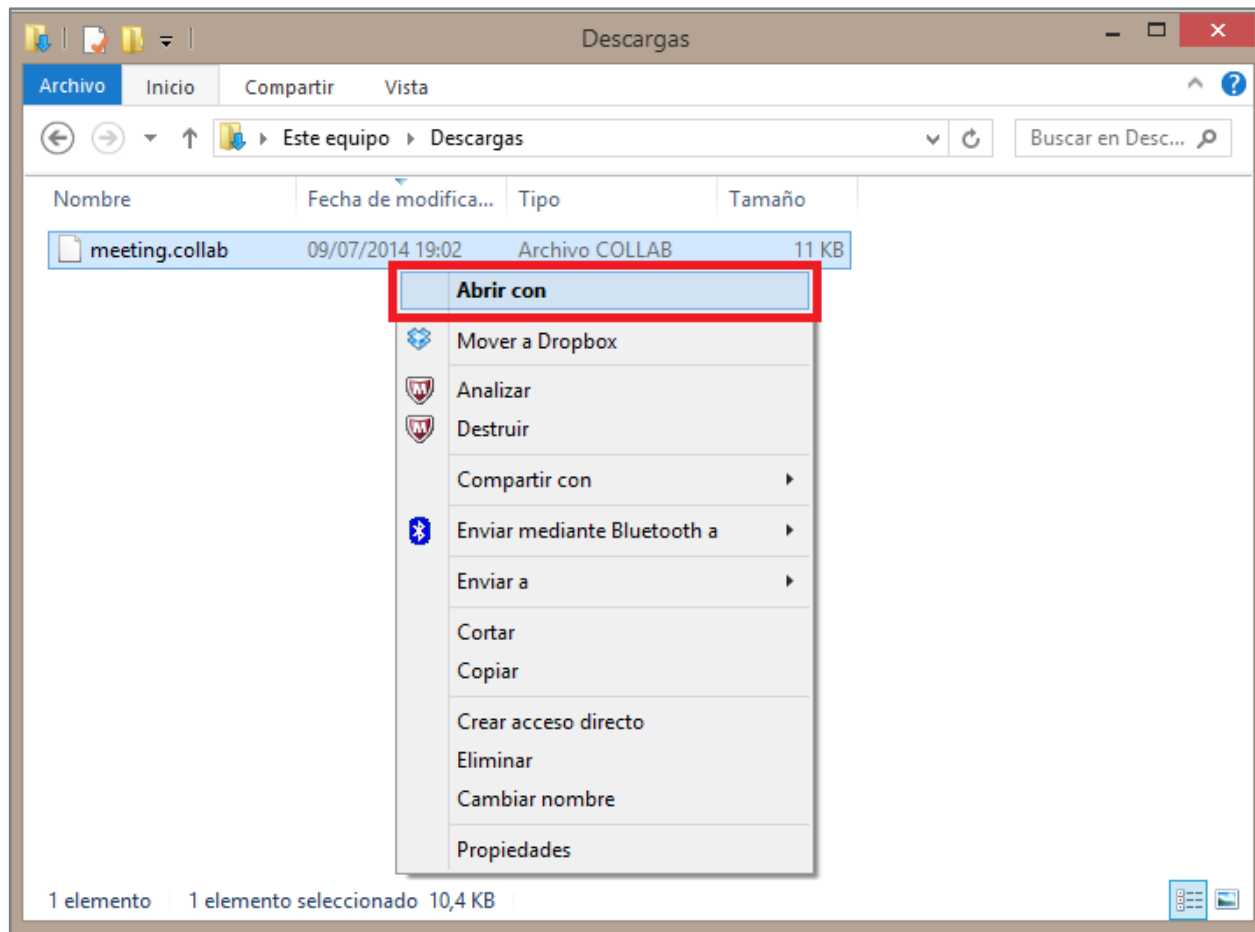 Descargas
Archivo Inicio Compartir Vista
Este equipo Descargas Buscar en Desc...
Nombre Fecha de modifica... Tipo Tamaño
meeting.collab 09/07/2014 19:02 Archivo COLLAB 11 KB
Abrir con
Mover a Dropbox
Analizar
Destruir
Compartir con
Enviar mediante Bluetooth a
Enviar a
Cortar
Copiar
Crear acceso directo
Eliminar
Cambiar nombre
Propiedades
1 elemento 1 elemento seleccionado 10,4 KB